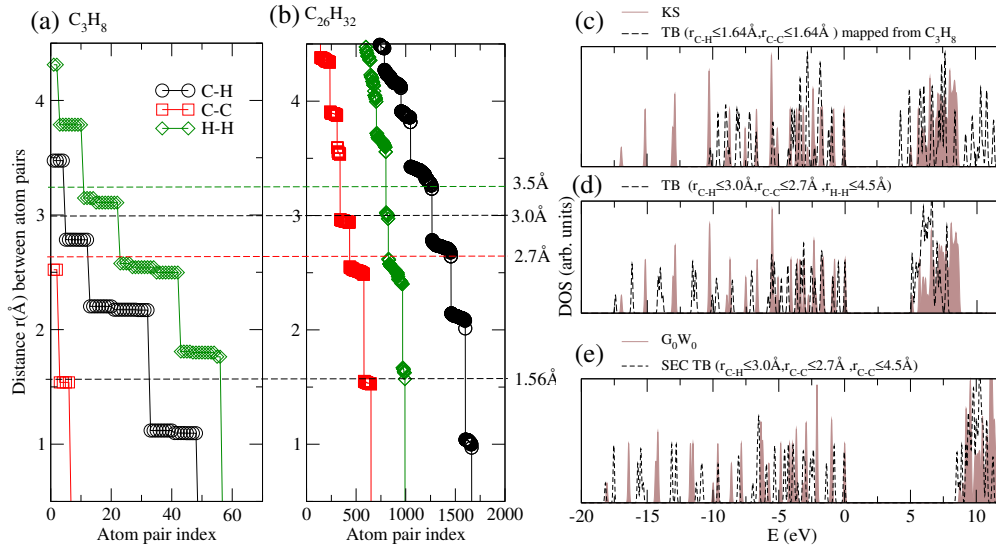 (a) C3H8
Distance r(Å) between atom pairs
4
3
2
1
C-H
C-C
H-H
0 20 40 60
Atom pair index
(b) C26H32
3.5Å
3.0Å
2.7Å
1.56Å
0 500 1000 1500 2000
Atom pair index
(c)
KS
TB (rC-H≤1.64Å,rC-C≤1.64Å ) mapped from C3H8
(d)
TB (rC-H≤3.0Å,rC-C≤2.7Å ,rH-H≤4.5Å)
DOS (arb. units)
(e)
G0W0
SEC TB (rC-H≤3.0Å,rC-C≤2.7Å ,rC-C≤4.5Å)
-20 -15 -10 -5 0 5 10
E (eV)